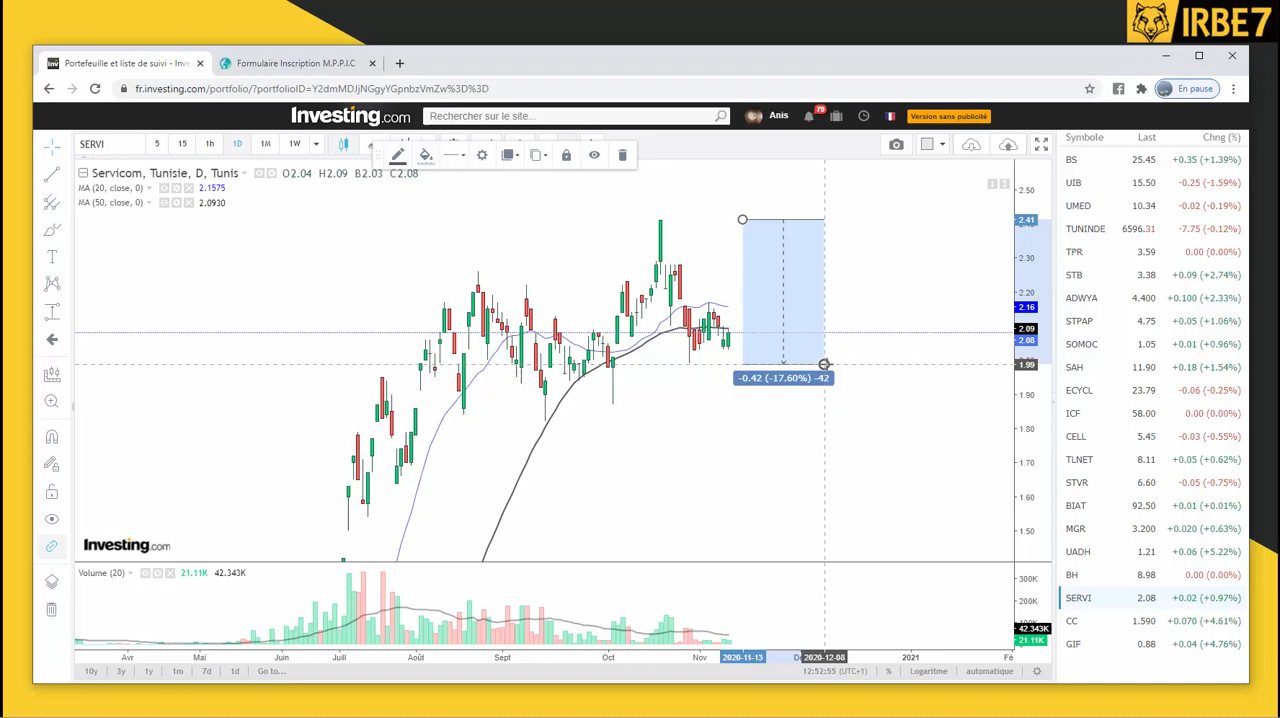 IRBE7
Portefeuille et liste de suivi - Inve
Formulaire Inscription M.P.P.I.C
fr.investing.com/portfolio/?portfolioID=Y2dmMDJjNGgyYGpnbzVmZw%3D%3D
En pause
Investing.com
Rechercher sur le site...
Anis
79
Version sans publicité
SERVI
5
15
1h
1D
1M
1W
Servicom, Tunisie, D, Tunis
O2.04 H2.09 B2.03 C2.08
MA (20, close, 0) 2.1575
MA (50, close, 0) 2.0930
2.50
2.41
2.30
2.20
2.16
2.09
2.08
1.99
1.90
1.80
1.70
1.60
1.50
-0.42 (-17.60%) -42
Investing.com
Volume (20) 21.11K 42.343K
300K
200K
42.343K
21.11K
Avr Mai Juin Juill Août Sept Oct Nov 2020-11-13 2020-12-08 2021
10y 3y 1y 1m 7d 1d Go to...
12:52:55 (UTC+1) % Logarithme automatique
Symbole Last Chng (%)
BS 25.45 +0.35 (+1.39%)
UIB 15.50 -0.25 (-1.59%)
UMED 10.34 -0.02 (-0.19%)
TUNINDE 6596.31 -7.75 (-0.12%)
TPR 3.69 0.00 (0.00%)
STB 3.38 +0.09 (+2.74%)
ADWYA 4.400 +0.100 (+2.33%)
STPAP 4.75 +0.05 (+1.06%)
SOMOC 1.05 +0.01 (+0.96%)
SAH 11.90 +0.18 (+1.54%)
ECYCL 23.79 -0.06 (-0.25%)
ICF 58.00 0.00 (0.00%)
CELL 5.45 -0.03 (-0.55%)
TLNET 8.11 +0.05 (+0.62%)
STVR 6.60 -0.05 (-0.75%)
BIAT 92.50 +0.01 (+0.01%)
MGR 3.200 +0.020 (+0.63%)
UADH 1.21 +0.06 (+5.22%)
BH 8.98 0.00 (0.00%)
SERVI 2.08 +0.02 (+0.97%)
CC 1.590 +0.070 (+4.61%)
GIF 0.88 +0.04 (+4.76%)